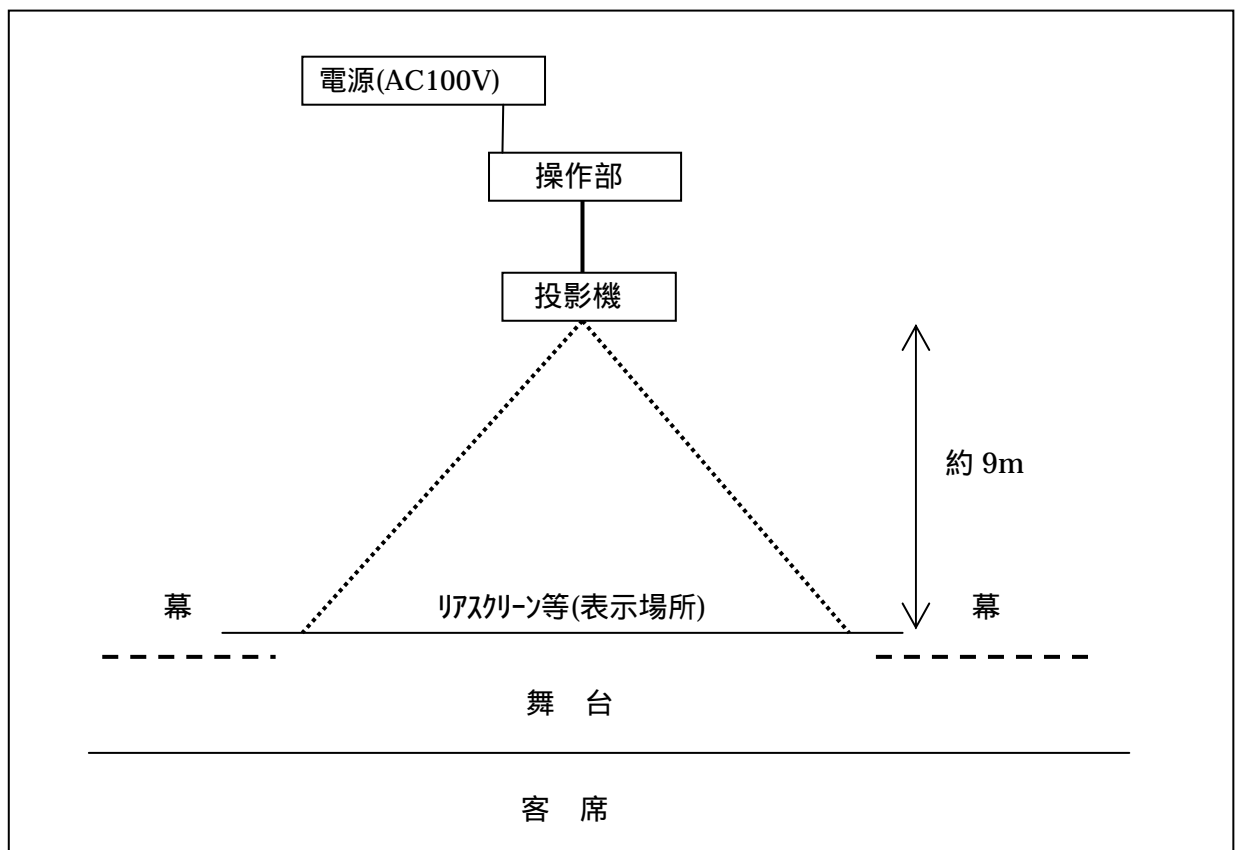 電源(AC100V)
操作部
投影機
約 9m
幕
ﾘｱｽｸﾘｰﾝ等(表示場所)
幕
舞　台
客　席